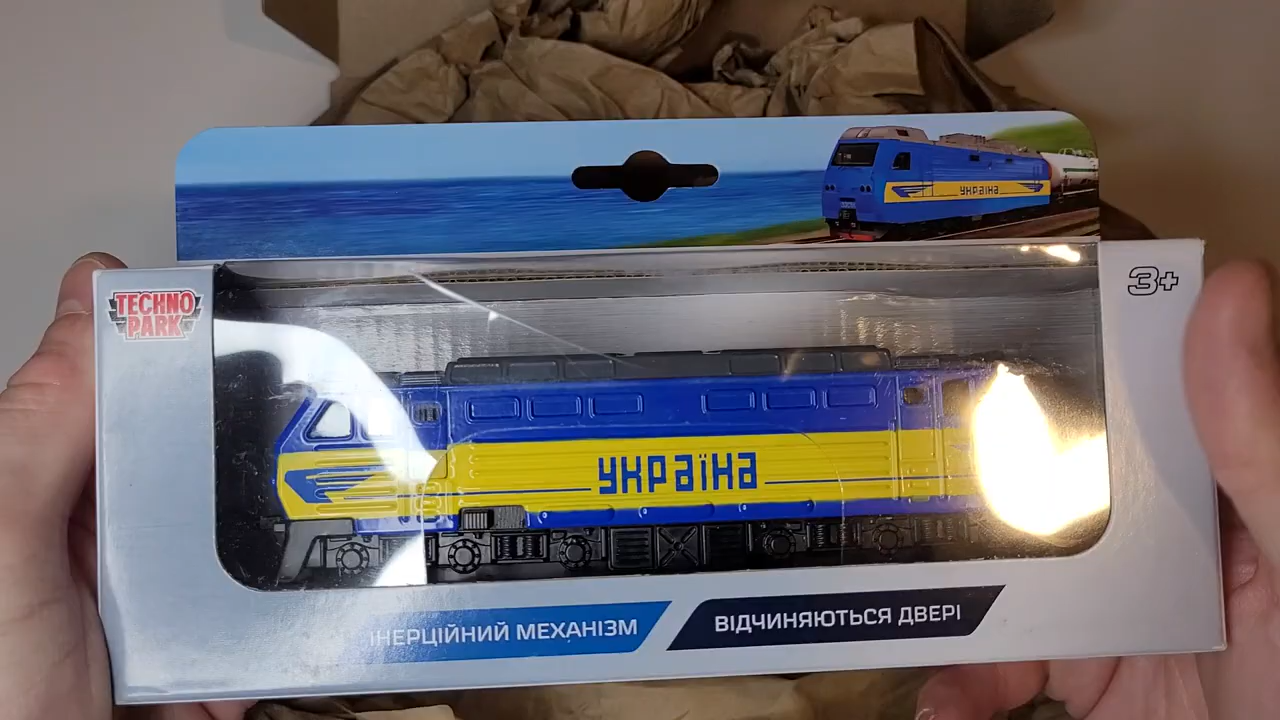 україна
TECHNO
PARK
3+
україна
ІНЕРЦІЙНИЙ МЕХАНІЗМ
ВІДЧИНЯЮТЬСЯ ДВЕРІ